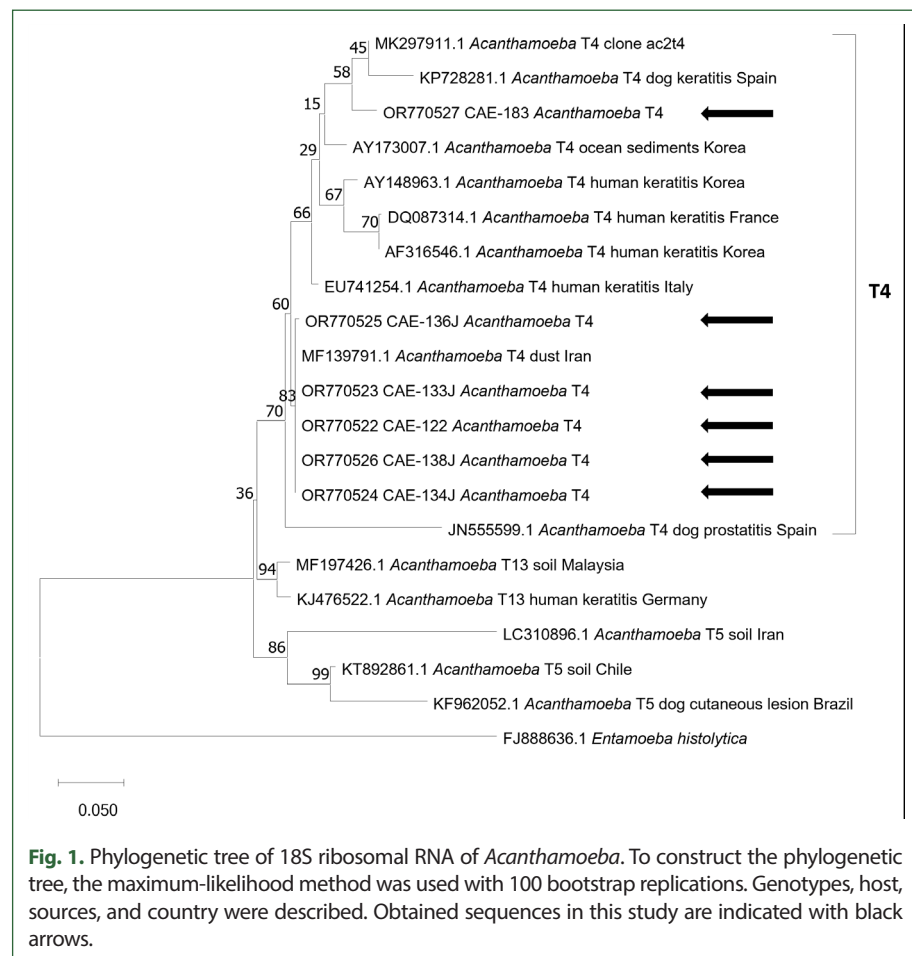 45 MK297911.1 Acanthamoeba T4 clone ac2t4
58 KP728281.1 Acanthamoeba T4 dog keratitis Spain
15 OR770527 CAE-183 Acanthamoeba T4
29 AY173007.1 Acanthamoeba T4 ocean sediments Korea
67 AY148963.1 Acanthamoeba T4 human keratitis Korea
66 70 DQ087314.1 Acanthamoeba T4 human keratitis France
AF316546.1 Acanthamoeba T4 human keratitis Korea
EU741254.1 Acanthamoeba T4 human keratitis Italy
T4
60 OR770525 CAE-136J Acanthamoeba T4
MF139791.1 Acanthamoeba T4 dust Iran
83 OR770523 CAE-133J Acanthamoeba T4
70 OR770522 CAE-122 Acanthamoeba T4
OR770526 CAE-138J Acanthamoeba T4
36 OR770524 CAE-134J Acanthamoeba T4
JN555599.1 Acanthamoeba T4 dog prostatitis Spain
94 MF197426.1 Acanthamoeba T13 soil Malaysia
KJ476522.1 Acanthamoeba T13 human keratitis Germany
86 LC310896.1 Acanthamoeba T5 soil Iran
99 KT892861.1 Acanthamoeba T5 soil Chile
KF962052.1 Acanthamoeba T5 dog cutaneous lesion Brazil
FJ888636.1 Entamoeba histolytica
0.050
Fig. 1. Phylogenetic tree of 18S ribosomal RNA of Acanthamoeba. To construct the phylogenetic
tree, the maximum-likelihood method was used with 100 bootstrap replications. Genotypes, host,
sources, and country were described. Obtained sequences in this study are indicated with black
arrows.